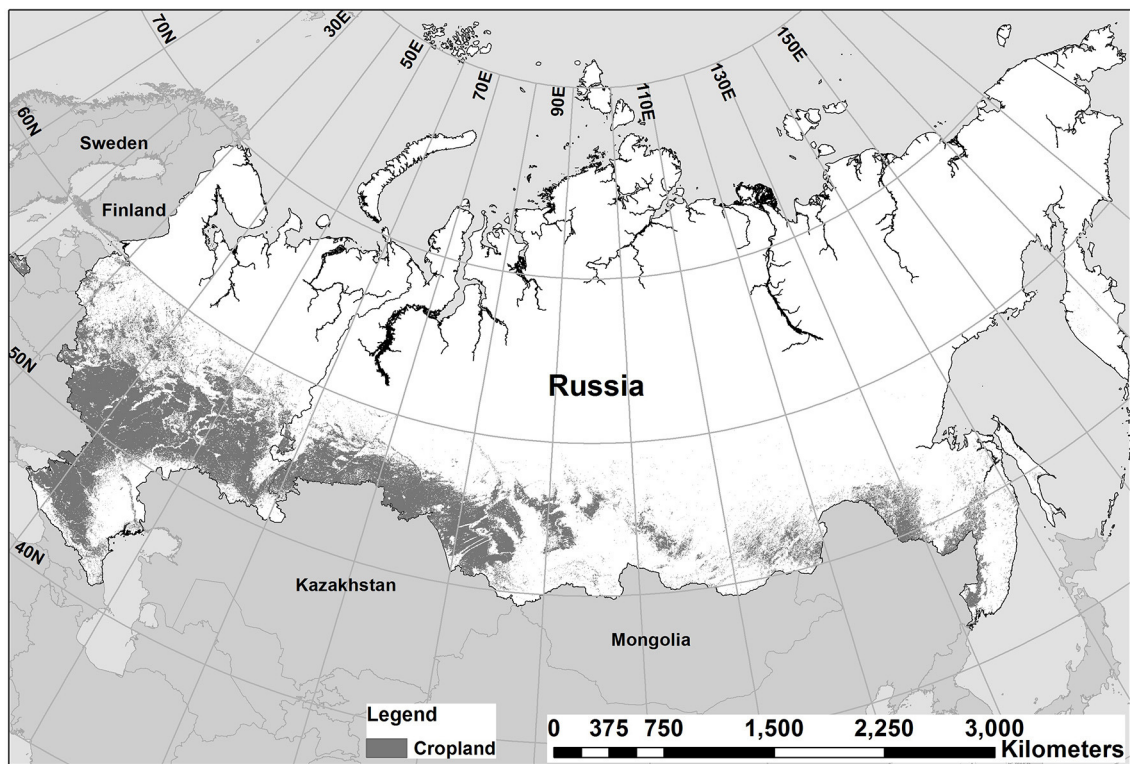 70N
30E
50E
70E
90E
110E
130E
150E
60N
Sweden
Finland
50N
Russia
40N
Kazakhstan
Mongolia
Legend
Cropland
0 375 750 1,500 2,250 3,000
Kilometers